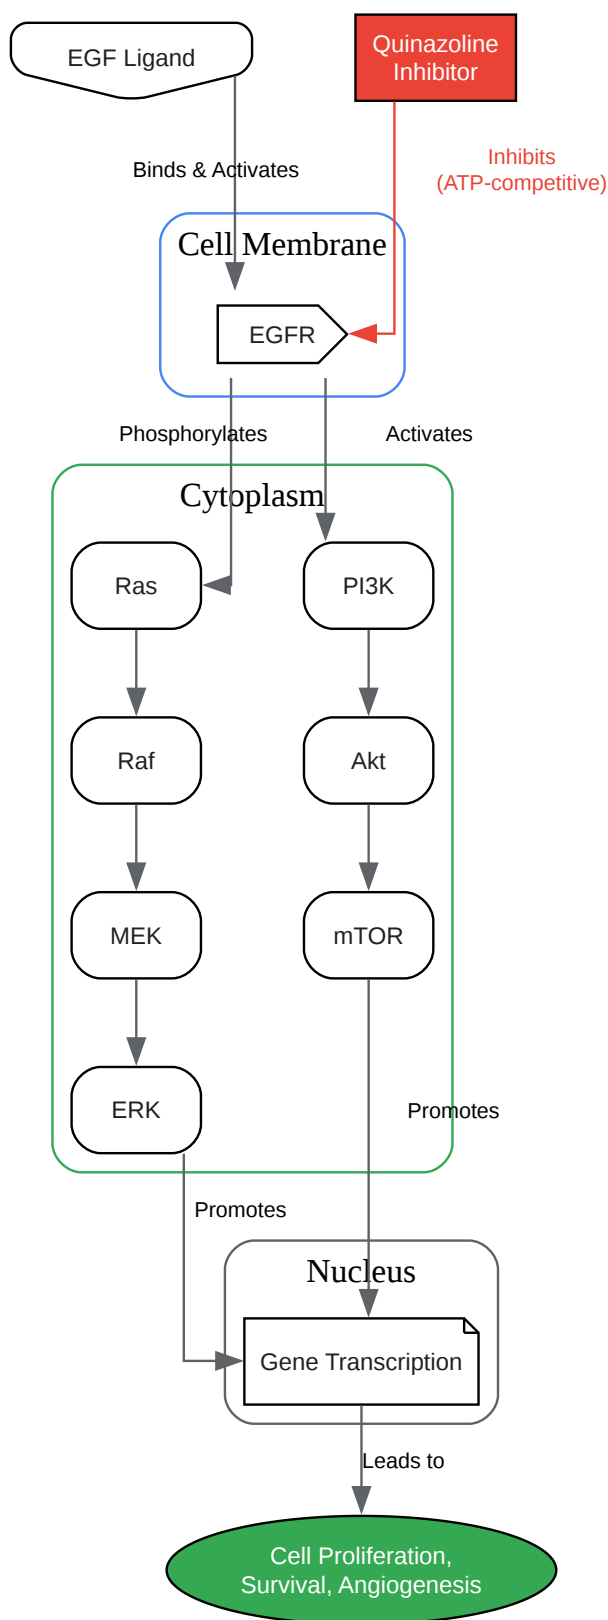 EGF Ligand
Quinazoline
Inhibitor
Binds & Activates
Inhibits
(ATP-competitive)
Cell Membrane
EGFR
Phosphorylates
Activates
Cytoplasm
Ras
PI3K
Raf
Akt
MEK
mTOR
ERK
Promotes
Promotes
Nucleus
Gene Transcription
Leads to
Cell Proliferation,
Survival, Angiogenesis